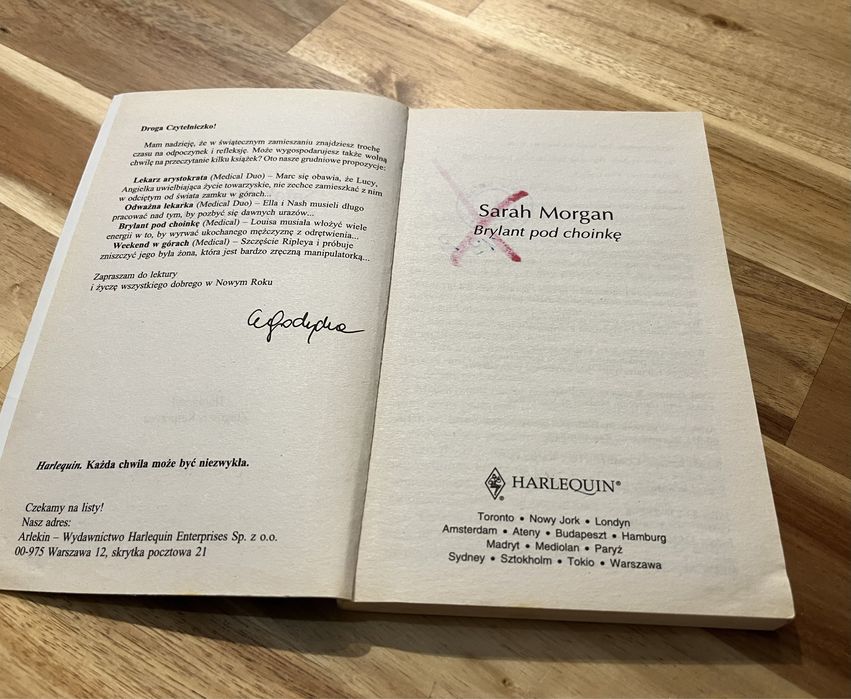 Droga Czytelniczko!
Mam nadzieję, że w świątecznym zamieszaniu znajdziesz trochę
czasu na odpoczynek i refleksję. Może wygospodarujesz także wolną
chwilę na przeczytanie kilku książek? Oto nasze grudniowe propozycje:
Lekarz arystokrata (Medical Duo) – Marc się obawia, że Lucy,
Angielka uwielbiająca życie towarzyskie, nie zechce zamieszkać z nim
w odciętym od świata zamku w górach...
Odważna lekarka (Medical Duo) – Ella i Nash musieli długo
pracować nad tym, by pozbyć się dawnych urazów...
Brylant pod choinkę (Medical) – Louisa musiała włożyć wiele
energii w to, by wyrwać ukochanego mężczyznę z odrętwienia...
Weekend w górach (Medical) – Szczęście Ripleya i próbuje
zniszczyć jego była żona, która jest bardzo zręczną manipulatorką...
Zapraszam do lektury
i życzę wszystkiego dobrego w Nowym Roku
Harlequin. Każda chwila może być niezwykła.
Czekamy na listy!
Nasz adres:
Arlekin – Wydawnictwo Harlequin Enterprises Sp. z o.o.
00-975 Warszawa 12, skrytka pocztowa 21
Sarah Morgan
Brylant pod choinkę
HARLEQUIN®
Toronto • Nowy Jork • Londyn
Amsterdam • Ateny • Budapeszt • Hamburg
Madryt • Mediolan • Paryż
Sydney • Sztokholm • Tokio • Warszawa